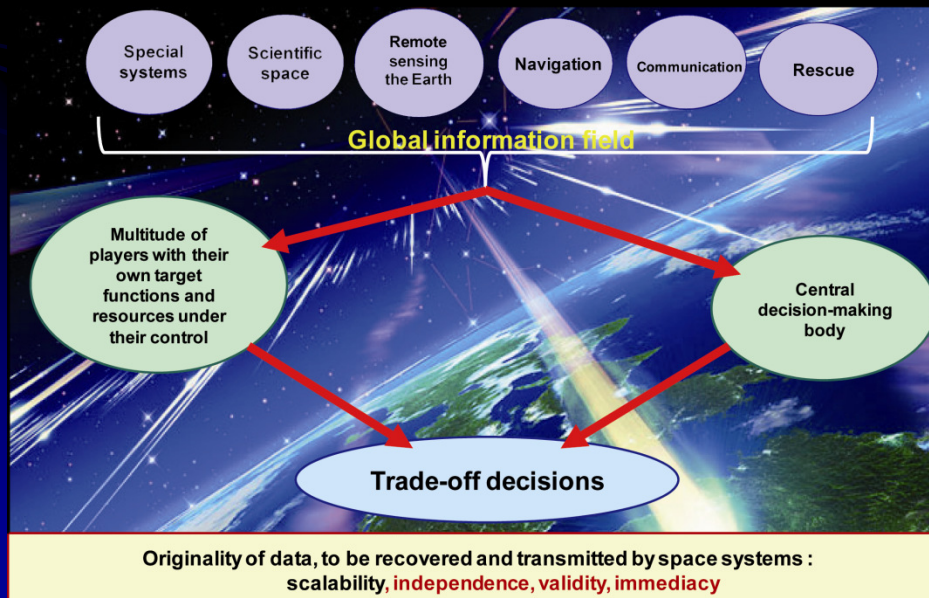 Special
systems
Scientific
space
Remote
sensing
the Earth
Navigation
Communication
Rescue
Global information field
Multitude of
players with their
own target
functions and
resources under
their control
Central
decision-making
body
Trade-off decisions
Originality of data, to be recovered and transmitted by space systems :
scalability, independence, validity, immediacy